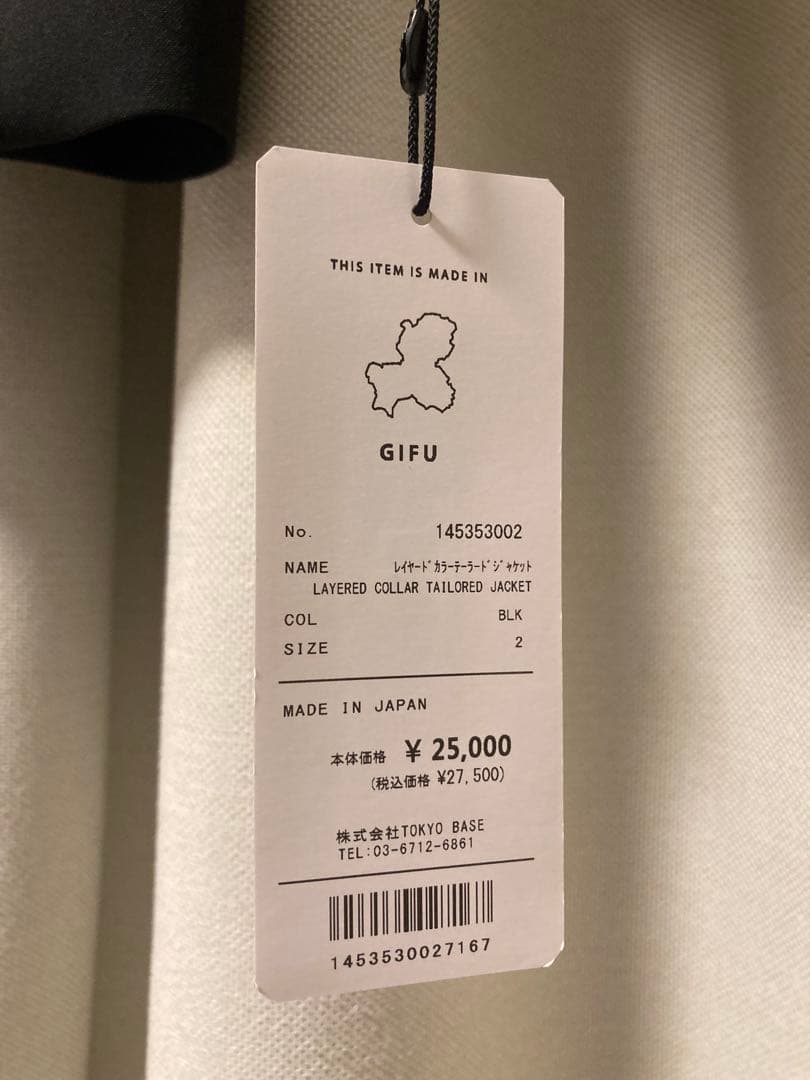 THIS ITEM IS MADE IN
GIFU
No. 145353002
NAME ﾚｲﾔｰﾄﾞｶﾗｰﾃｰﾗｰﾄﾞｼﾞｬｹｯﾄ
LAYERED COLLAR TAILORED JACKET
COL BLK
SIZE 2
MADE IN JAPAN
本体価格 ¥ 25,000
(税込価格 ¥27,500)
株式会社TOKYO BASE
TEL:03-6712-6861
1453530027167